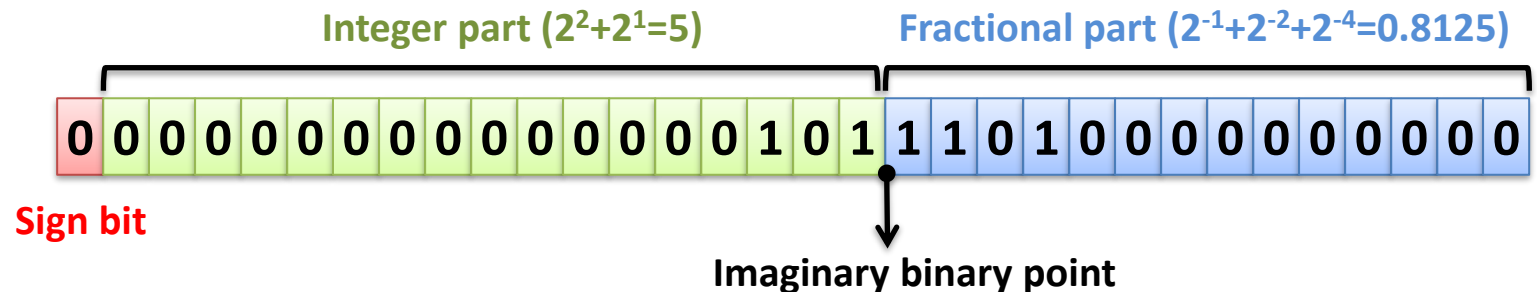 Integer part (2²+2¹=5) Fractional part (2⁻¹+2⁻²+2⁻⁴=0.8125)
0 0 0 0 0 0 0 0 0 0 0 0 0 0 0 1 0 1 1 1 0 1 0 0 0 0 0 0 0 0 0 0
Sign bit
Imaginary binary point